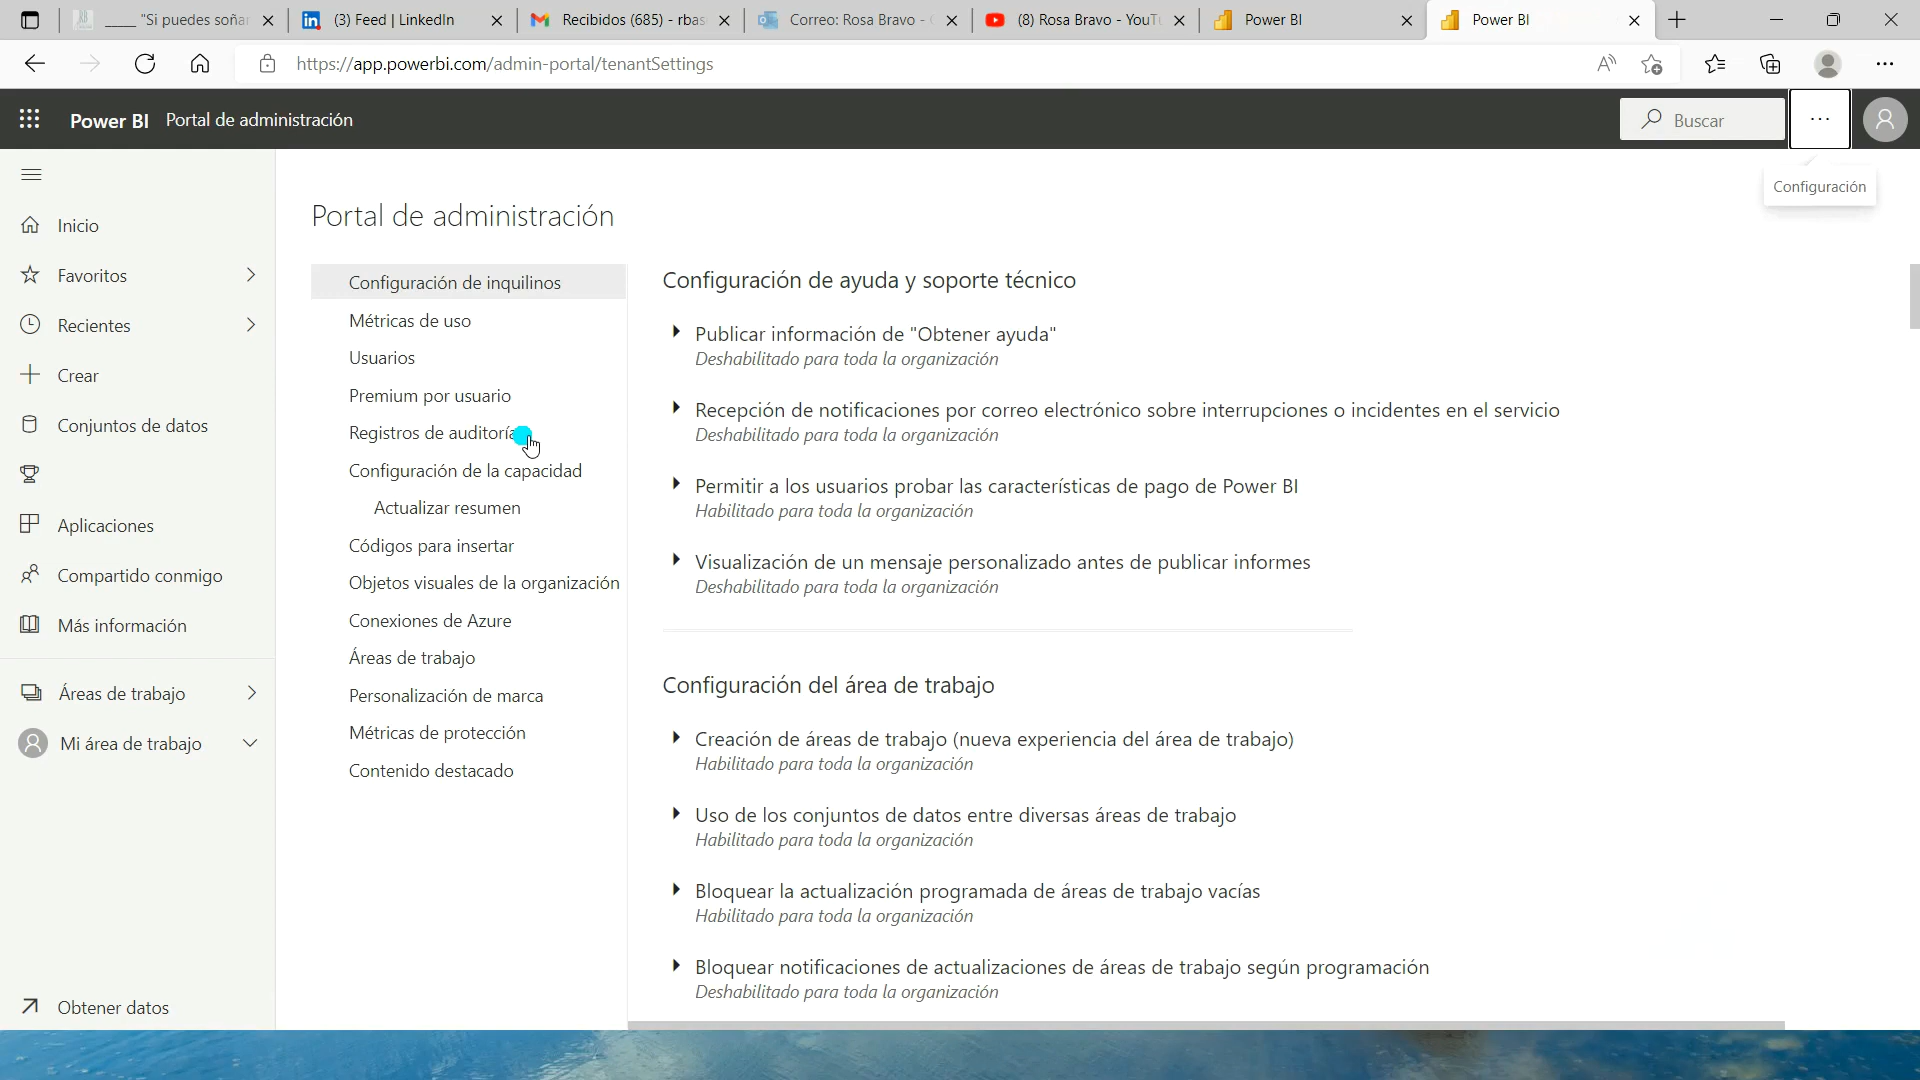 ____ "Si puedes soñar
(3) Feed | LinkedIn
Recibidos (685) - rbas
Correo: Rosa Bravo -
(8) Rosa Bravo - YouTu
Power BI
Power BI
https://app.powerbi.com/admin-portal/tenantSettings
Power BI Portal de administración
Buscar
Configuración
Inicio
Favoritos
Recientes
Crear
Conjuntos de datos
Aplicaciones
Compartido conmigo
Más información
Áreas de trabajo
Mi área de trabajo
Obtener datos
Portal de administración
Configuración de inquilinos
Métricas de uso
Usuarios
Premium por usuario
Registros de auditoría
Configuración de la capacidad
Actualizar resumen
Códigos para insertar
Objetos visuales de la organización
Conexiones de Azure
Áreas de trabajo
Personalización de marca
Métricas de protección
Contenido destacado
Configuración de ayuda y soporte técnico
Publicar información de "Obtener ayuda"
Deshabilitado para toda la organización
Recepción de notificaciones por correo electrónico sobre interrupciones o incidentes en el servicio
Deshabilitado para toda la organización
Permitir a los usuarios probar las características de pago de Power BI
Habilitado para toda la organización
Visualización de un mensaje personalizado antes de publicar informes
Deshabilitado para toda la organización
Configuración del área de trabajo
Creación de áreas de trabajo (nueva experiencia del área de trabajo)
Habilitado para toda la organización
Uso de los conjuntos de datos entre diversas áreas de trabajo
Habilitado para toda la organización
Bloquear la actualización programada de áreas de trabajo vacías
Habilitado para toda la organización
Bloquear notificaciones de actualizaciones de áreas de trabajo según programación
Deshabilitado para toda la organización